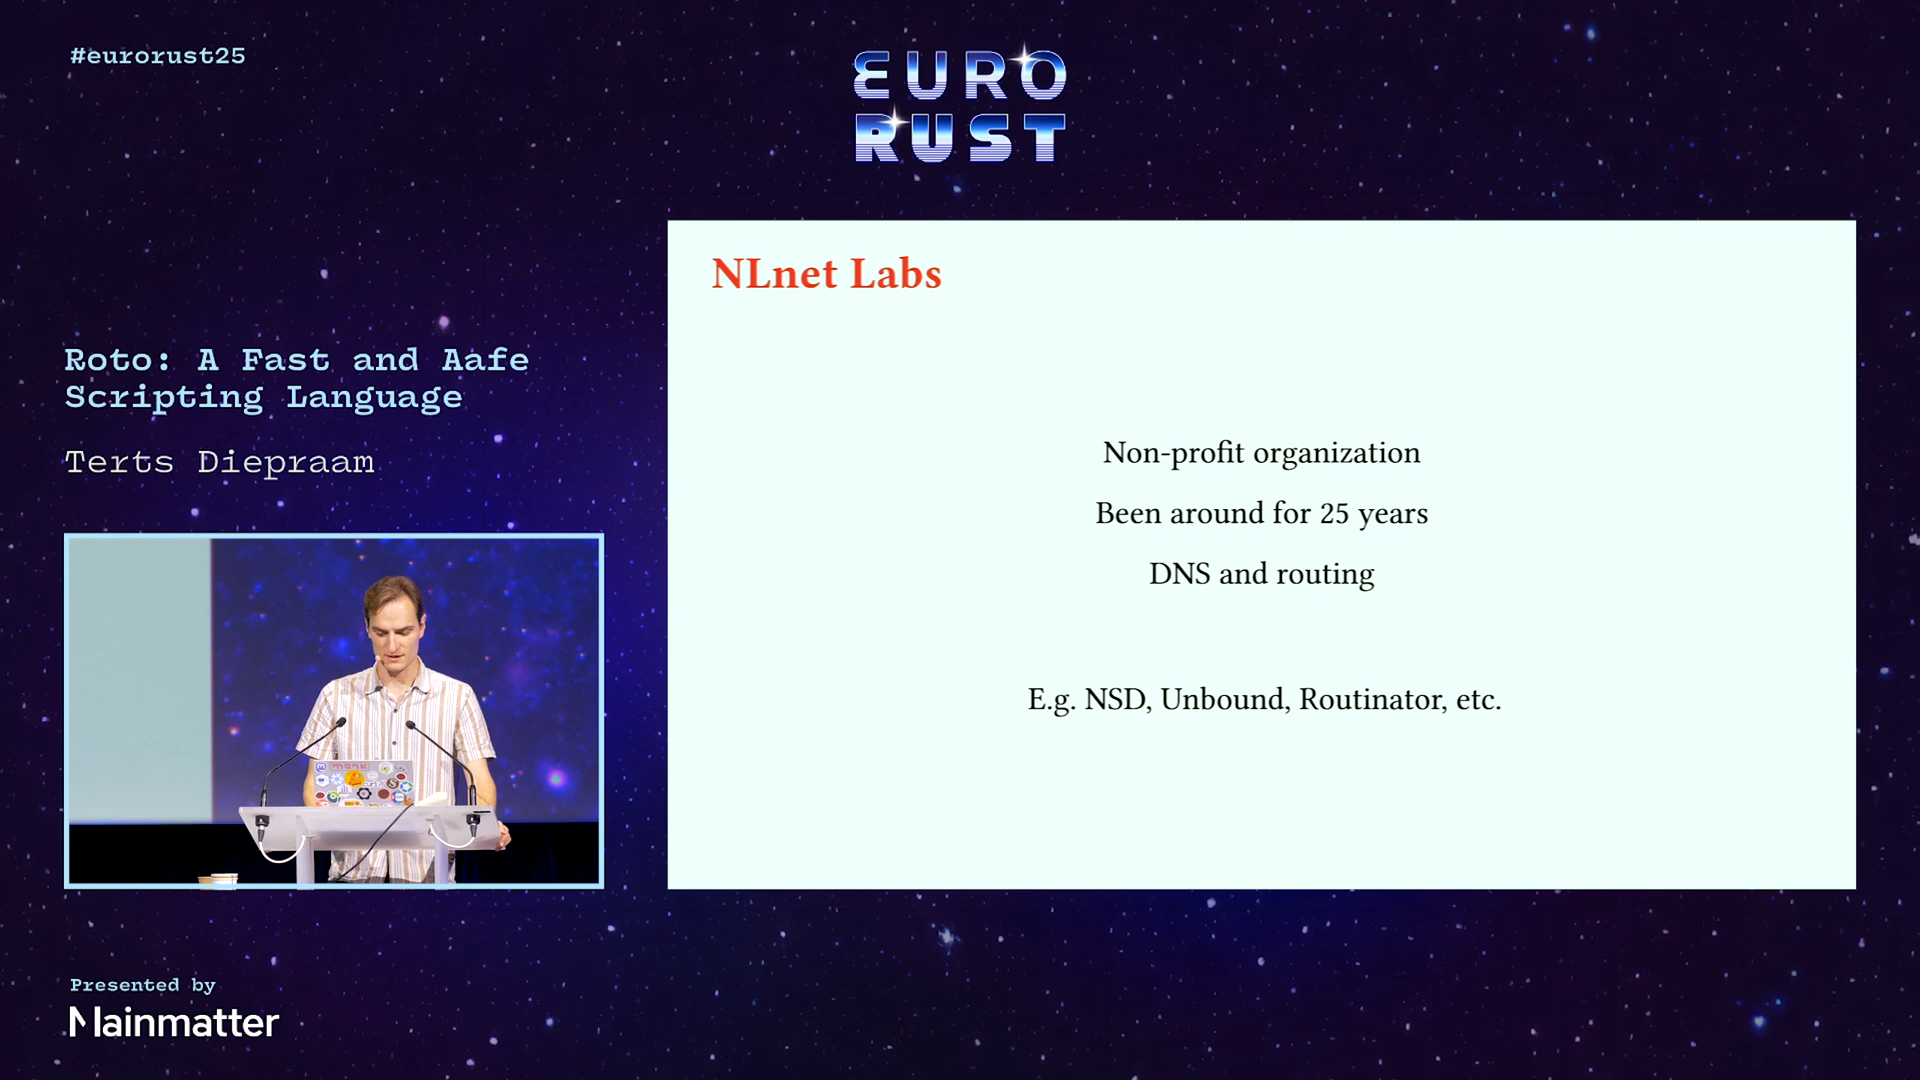 #eurorust25
EURO
RUST
Roto: A Fast and Aafe
Scripting Language
Terts Diepraam
NLnet Labs
Non-profit organization
Been around for 25 years
DNS and routing
E.g. NSD, Unbound, Routinator, etc.
Presented by
Mainmatter